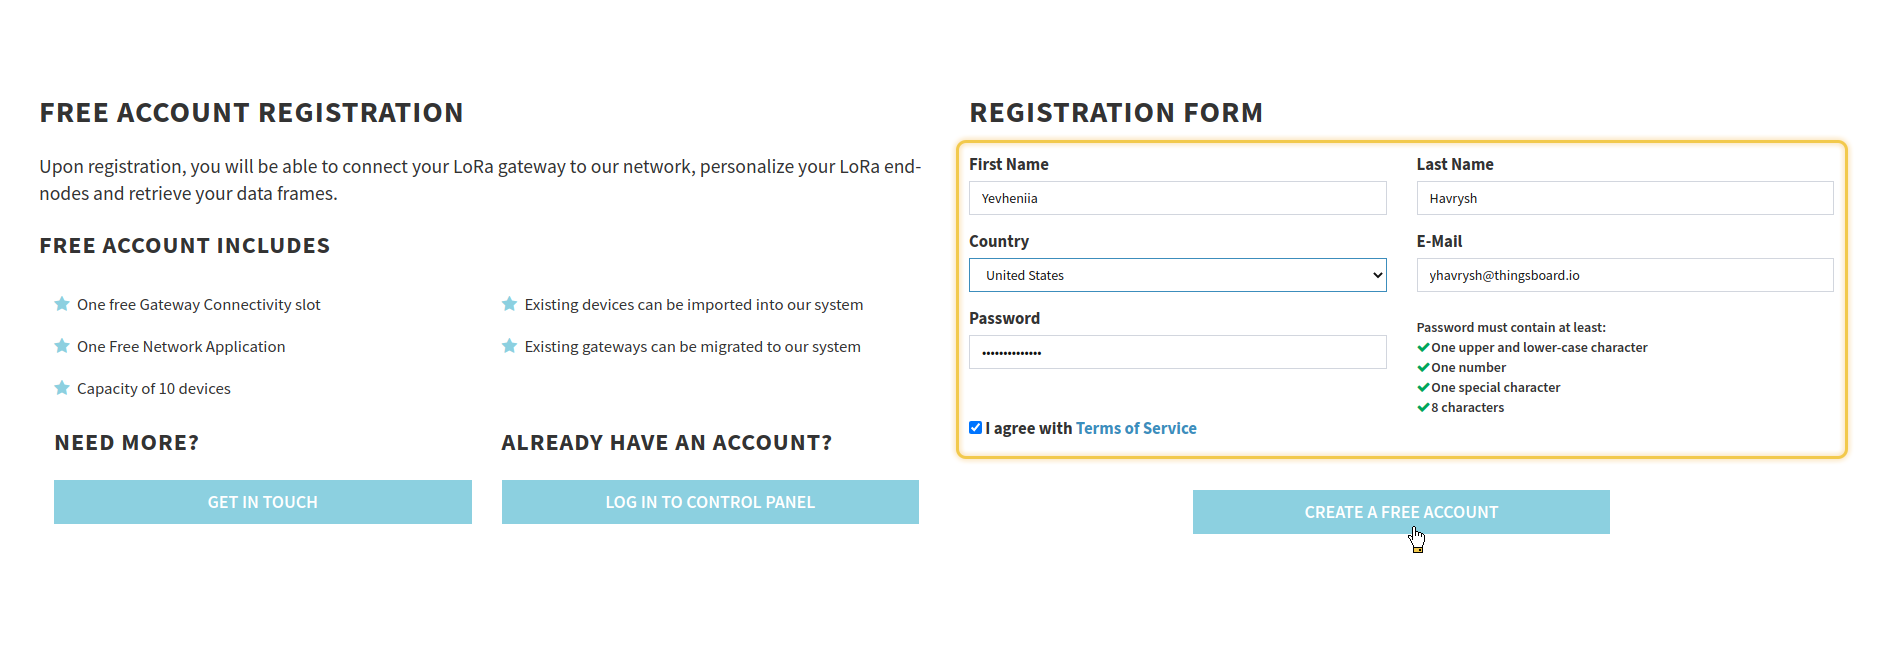 FREE ACCOUNT REGISTRATION
Upon registration, you will be able to connect your LoRa gateway to our network, personalize your LoRa end-
nodes and retrieve your data frames.
FREE ACCOUNT INCLUDES
One free Gateway Connectivity slot
One Free Network Application
Capacity of 10 devices
Existing devices can be imported into our system
Existing gateways can be migrated to our system
NEED MORE?
GET IN TOUCH
ALREADY HAVE AN ACCOUNT?
LOG IN TO CONTROL PANEL
REGISTRATION FORM
First Name
Yevheniia
Last Name
Havrysh
Country
United States
E-Mail
yhavrysh@thingsboard.io
Password
••••••••••••••
Password must contain at least:
One upper and lower-case character
One number
One special character
8 characters
I agree with Terms of Service
CREATE A FREE ACCOUNT